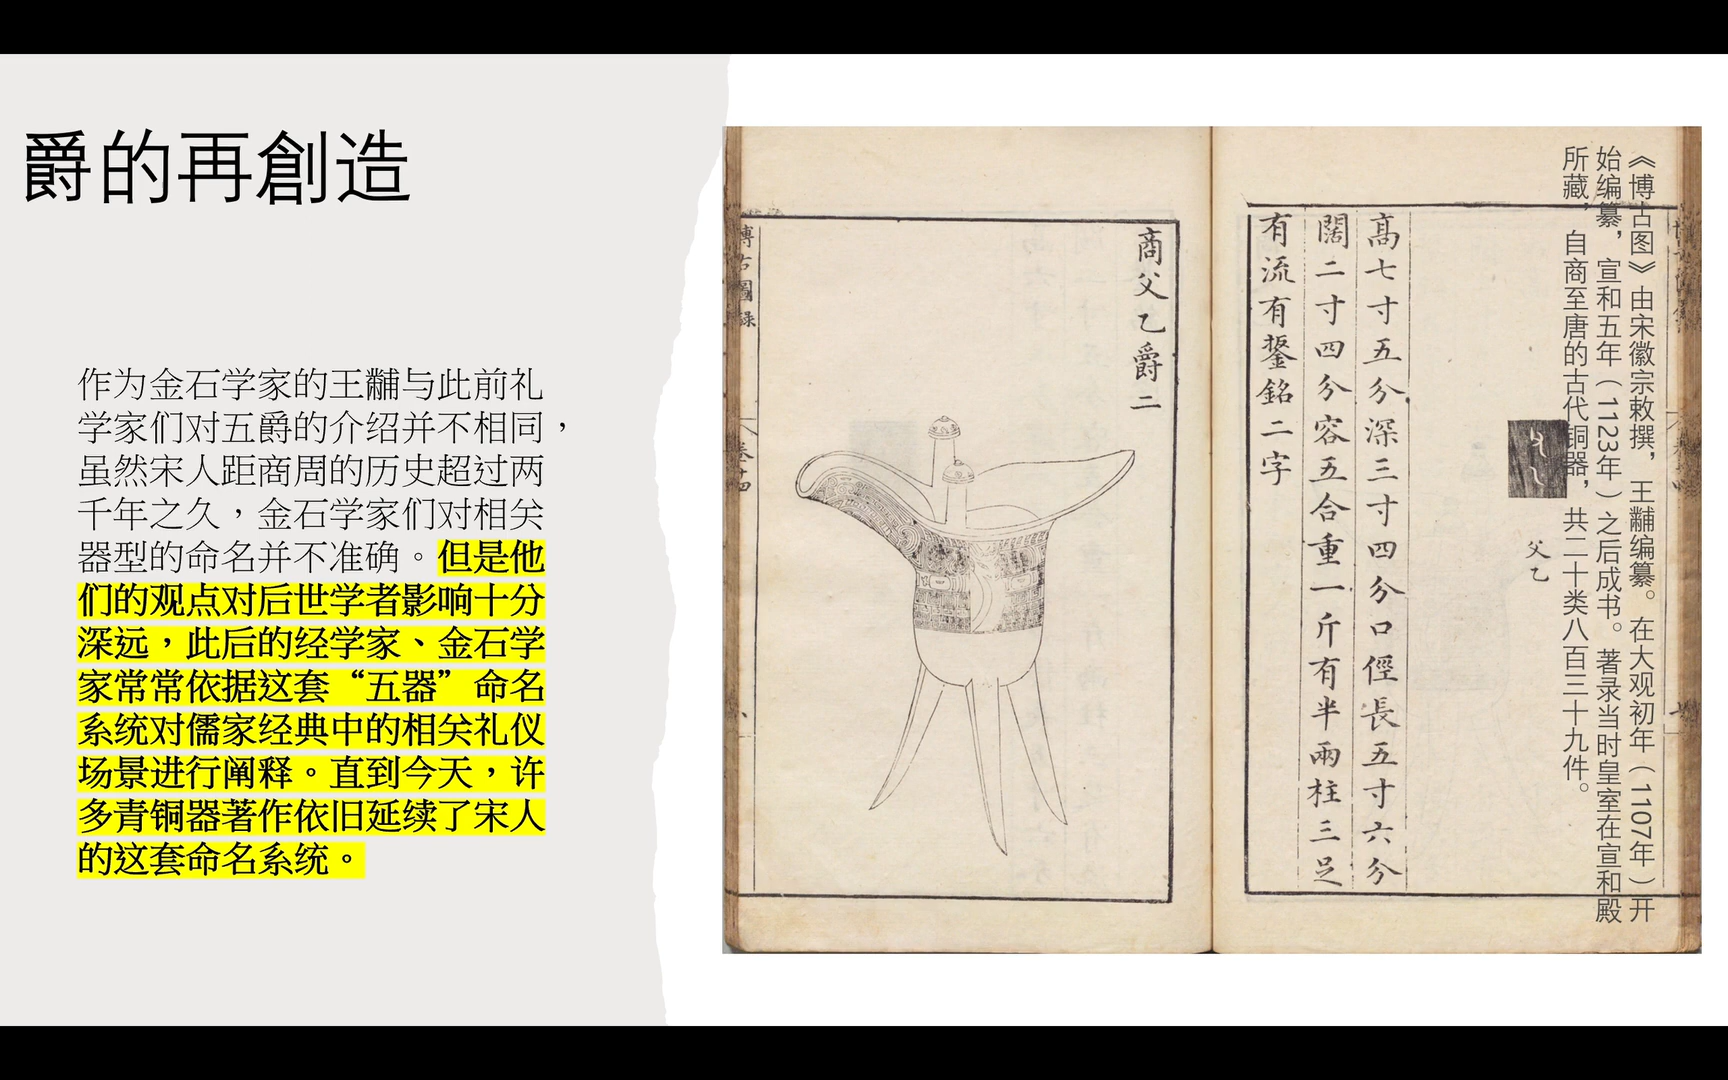 爵的再創造
作为金石学家的王黼与此前礼
学家们对五爵的介绍并不相同，
虽然宋人距商周的历史超过两
千年之久，金石学家们对相关
器型的命名并不准确。但是他
们的观点对后世学者影响十分
深远，此后的经学家、金石学
家常常依据这套“五器”命名
系统对儒家经典中的相关礼仪
场景进行阐释。直到今天，许
多青铜器著作依旧延续了宋人
的这套命名系统。
《博古图》由宋徽宗敕撰，王黼编纂。在大观初年（1107年）开
始编纂，宣和五年（1123年）之后成书。著录当时皇室在宣和殿
所藏，自商至唐的古代铜器，共二十类八百三十九件。
父乙
高七寸五分深三寸四分口徑長五寸六分
闊二寸四分容五合重一斤有半兩柱三足
有流有鋬銘二字
商父乙爵二
博古圖錄
卷十四